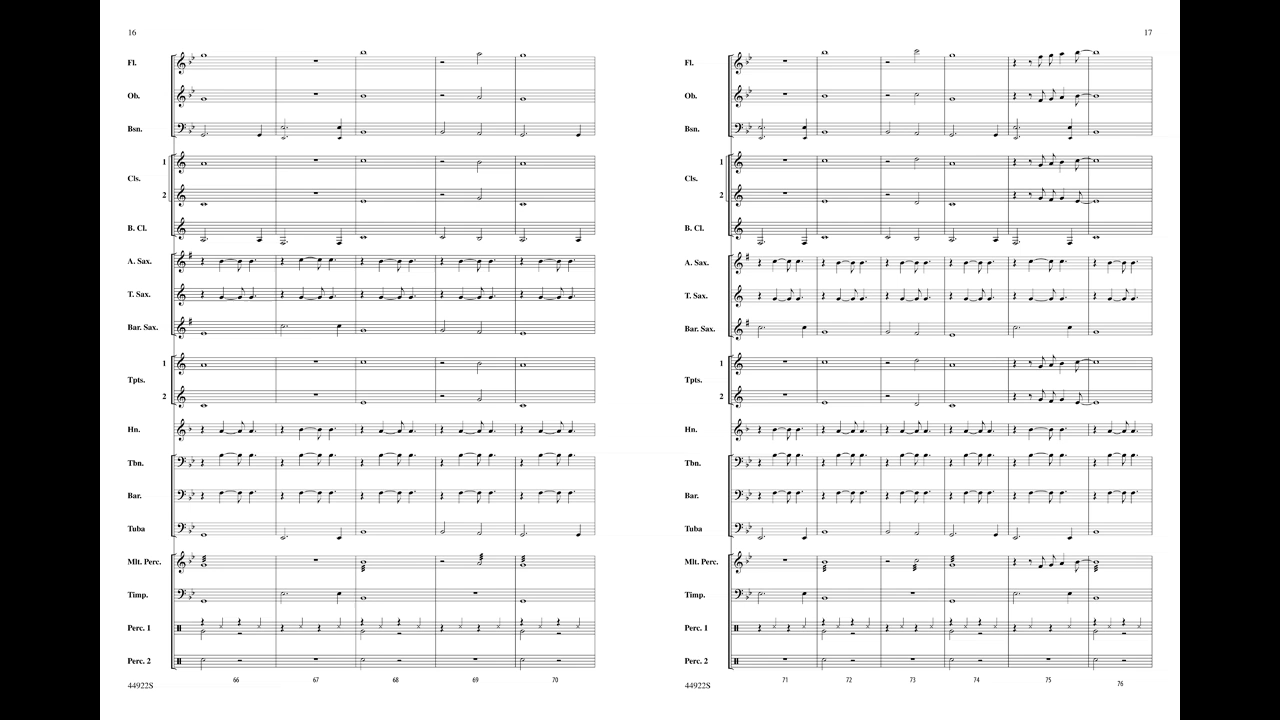 16
Fl.
Ob.
Bsn.
1
Cls.
2
B. Cl.
A. Sax.
T. Sax.
Bar. Sax.
1
Tpts.
2
Hn.
Tbn.
Bar.
Tuba
Mlt. Perc.
Timp.
Perc. 1
Perc. 2
66 67 68 69 70
44922S
17
Fl.
Ob.
Bsn.
1
Cls.
2
B. Cl.
A. Sax.
T. Sax.
Bar. Sax.
1
Tpts.
2
Hn.
Tbn.
Bar.
Tuba
Mlt. Perc.
Timp.
Perc. 1
Perc. 2
71 72 73 74 75 76
44922S